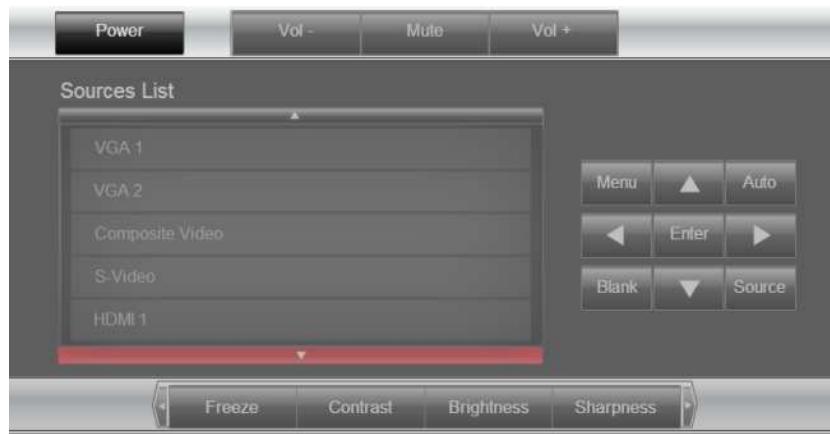 Power Vol - Mute Vol +
Sources List
VGA 1
VGA 2
Composite Video
S-Video
HDMI 1
Menu Auto
Enter
Blank Source
Freeze Contrast Brightness Sharpness